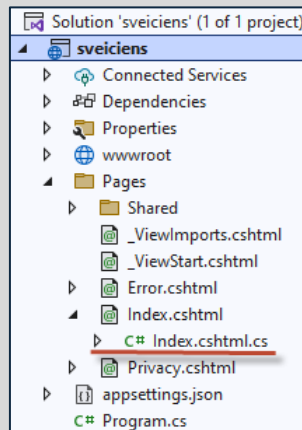 Solution 'sveiciens' (1 of 1 project)
sveiciens
Connected Services
Dependencies
Properties
wwwroot
Pages
Shared
_ViewImports.cshtml
_ViewStart.cshtml
Error.cshtml
Index.cshtml
C# Index.cshtml.cs
Privacy.cshtml
appsettings.json
C# Program.cs